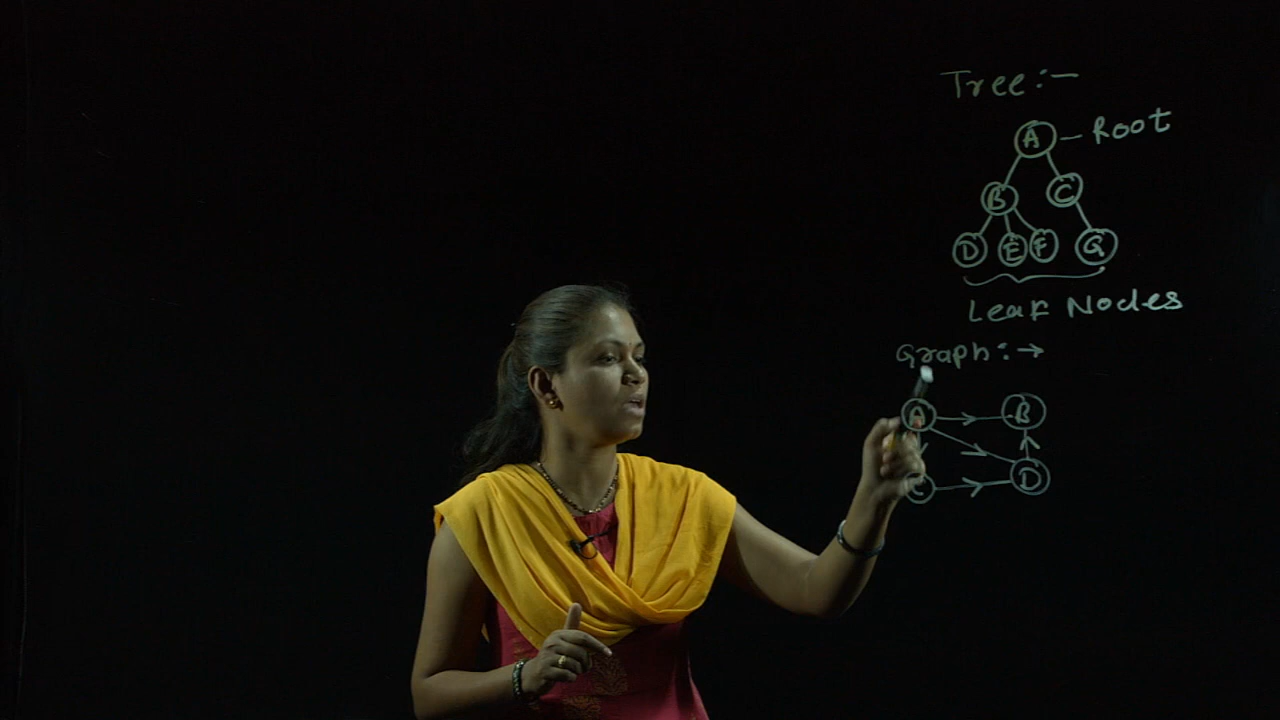 Tree:-
A - Root
B C
D E F G
Leaf Nodes
Graph:→
A B
C D